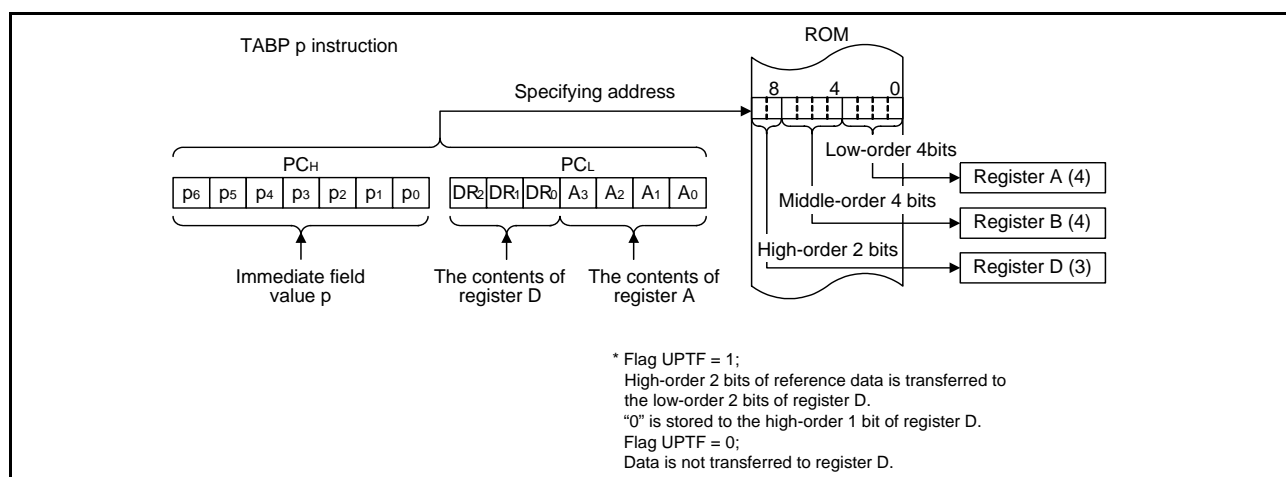 TABP p instruction
ROM
8 4 0
Specifying address
Low-order 4bits
PCH PCL
p6 p5 p4 p3 p2 p1 p0 DR2 DR1 DR0 A3 A2 A1 A0
Register A (4)
Middle-order 4 bits
Register B (4)
High-order 2 bits
Register D (3)
Immediate field
value p
The contents of
register D
The contents of
register A
* Flag UPTF = 1;
High-order 2 bits of reference data is transferred to
the low-order 2 bits of register D.
“0” is stored to the high-order 1 bit of register D.
Flag UPTF = 0;
Data is not transferred to register D.